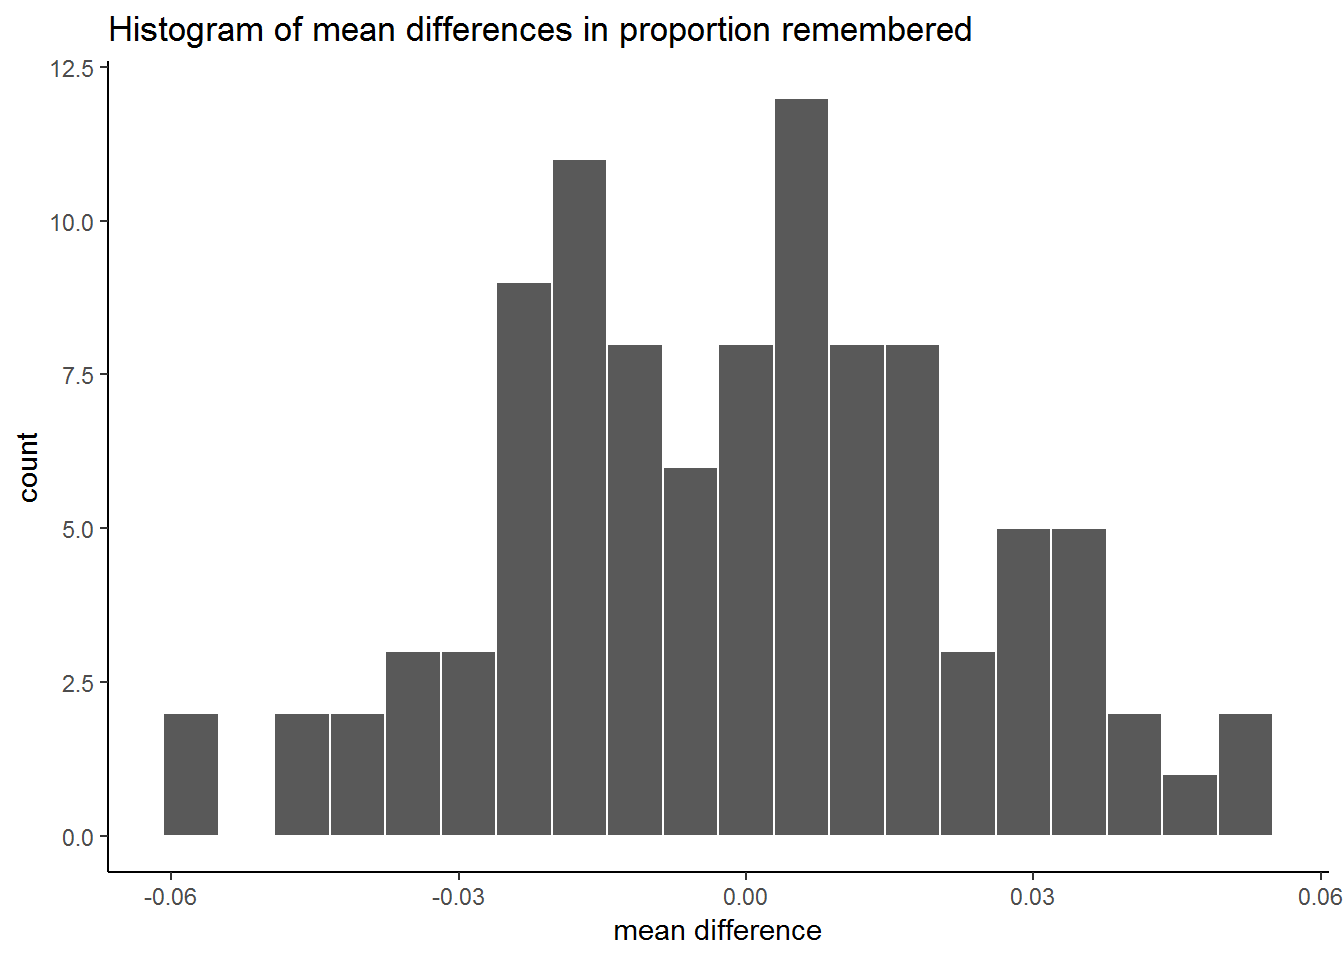 Histogram of mean differences in proportion remembered
12.5
10.0
7.5
5.0
2.5
0.0
count
-0.06 -0.03 0.00 0.03 0.06
mean difference